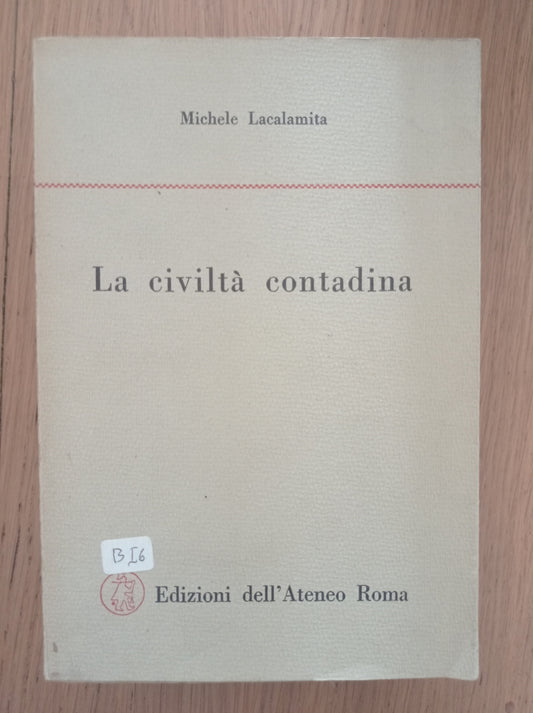 Michele Lacalamita
La civiltà contadina
B I6
Edizioni dell'Ateneo Roma